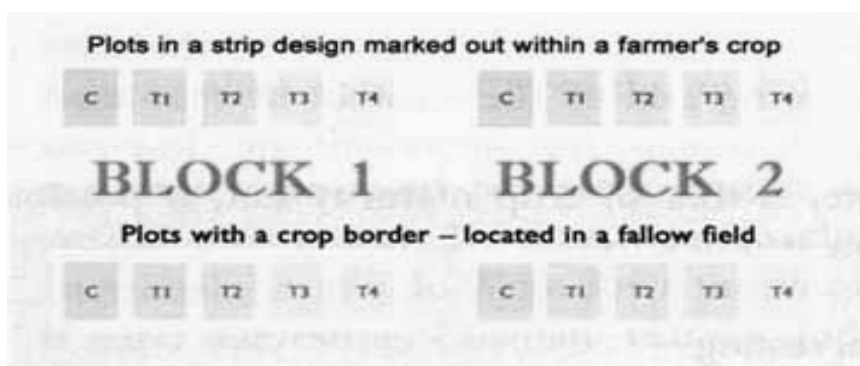 Plots in a strip design marked out within a farmer's crop
C T1 T2 T3 T4 C T1 T2 T3 T4
BLOCK 1 BLOCK 2
Plots with a crop border – located in a fallow field
C T1 T2 T3 T4 C T1 T2 T3 T4